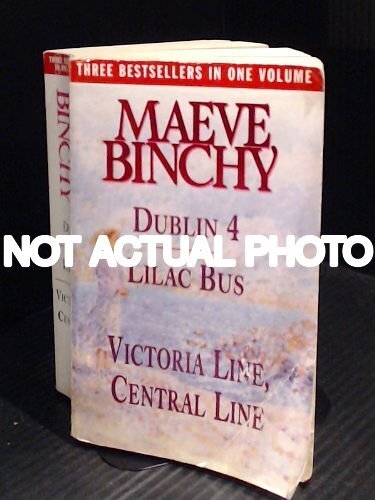 THREE BESTSELLERS IN ONE VOLUME
MAEVE
BINCHY
DUBLIN 4
NOT ACTUAL PHOTO
LILAC BUS
VICTORIA LINE,
CENTRAL LINE
BINCHY